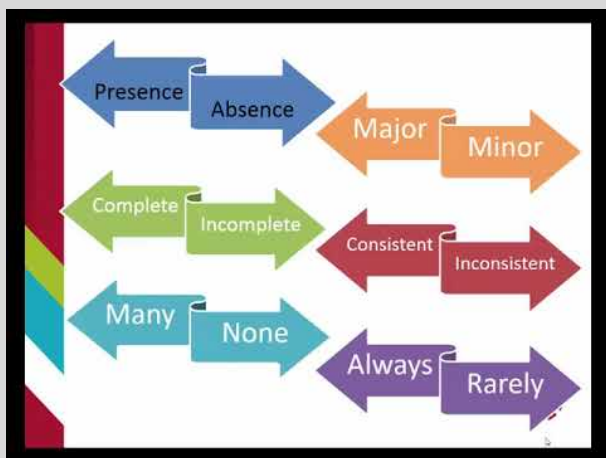 Presence
Absence
Major
Minor
Complete
Incomplete
Consistent
Inconsistent
Many
None
Always
Rarely